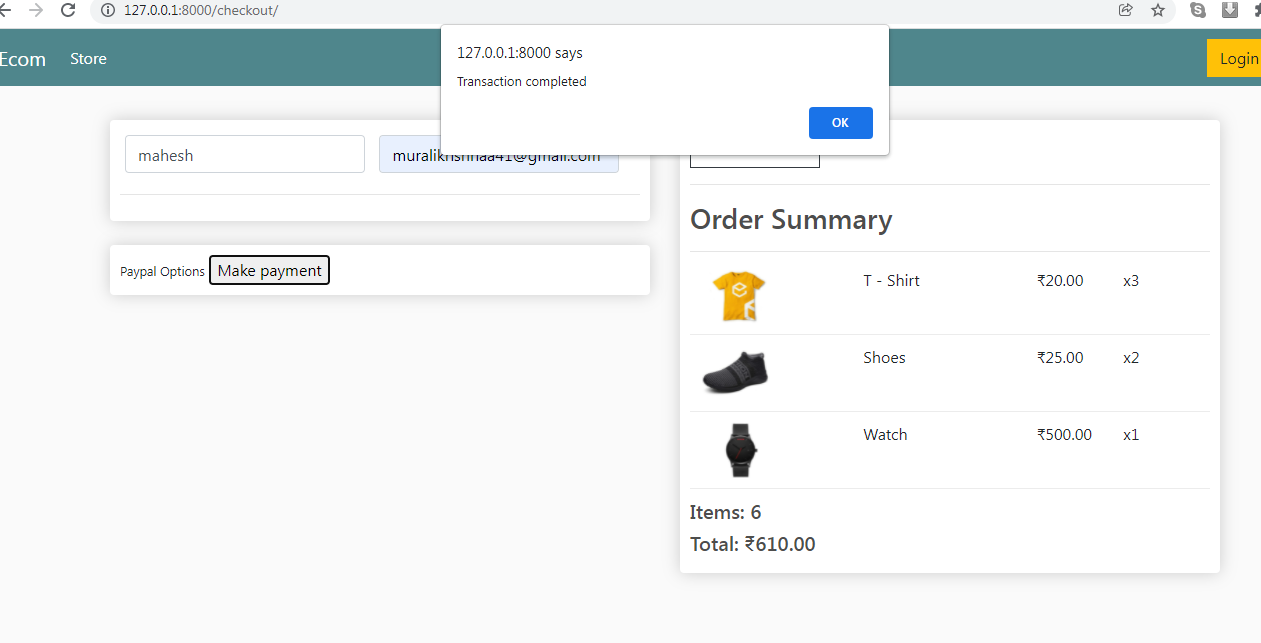 127.0.0.1:8000/checkout/
Ecom Store Login
127.0.0.1:8000 says
Transaction completed
OK
mahesh muralikrishnaa41@gmail.com
Paypal Options Make payment
Order Summary
T - Shirt ₹20.00 x3
Shoes ₹25.00 x2
Watch ₹500.00 x1
Items: 6
Total: ₹610.00